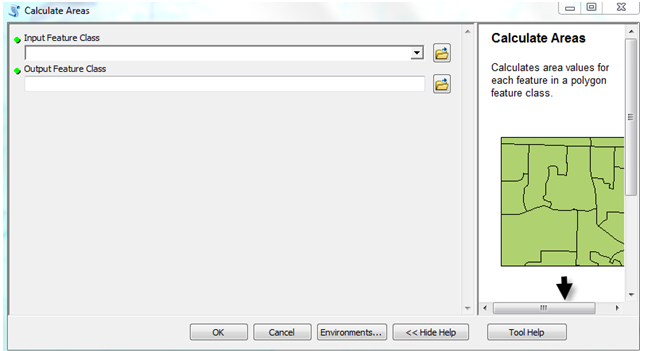 Calculate Areas
Input Feature Class
Output Feature Class
Calculate Areas
Calculates area values for
each feature in a polygon
feature class.
OK
Cancel
Environments...
<< Hide Help
Tool Help